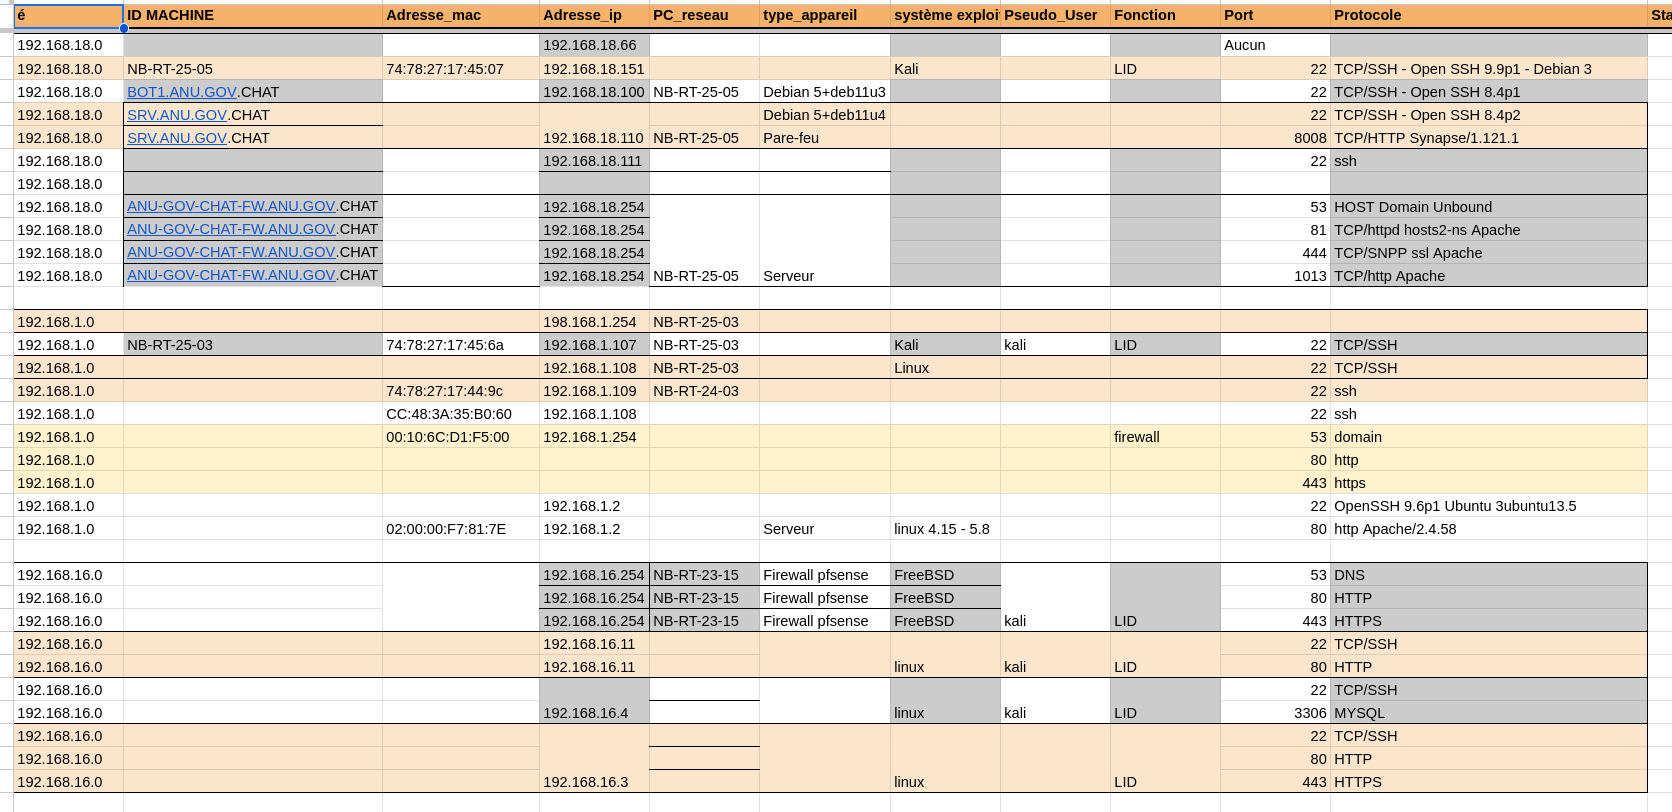 é ID MACHINE Adresse_mac Adresse_ip PC_reseau type_appareil système exploi Pseudo_User Fonction Port Protocole Sta
192.168.18.0 192.168.18.66 Aucun
192.168.18.0 NB-RT-25-05 74:78:27:17:45:07 192.168.18.151 Kali LID 22 TCP/SSH - Open SSH 9.9p1 - Debian 3
192.168.18.0 BOT1.ANU.GOV.CHAT 192.168.18.100 NB-RT-25-05 Debian 5+deb11u3 22 TCP/SSH - Open SSH 8.4p1
192.168.18.0 SRV.ANU.GOV.CHAT Debian 5+deb11u4 22 TCP/SSH - Open SSH 8.4p2
192.168.18.0 SRV.ANU.GOV.CHAT 192.168.18.110 NB-RT-25-05 Pare-feu 8008 TCP/HTTP Synapse/1.121.1
192.168.18.0 192.168.18.111 22 ssh
192.168.18.0
192.168.18.0 ANU-GOV-CHAT-FW.ANU.GOV.CHAT 192.168.18.254 53 HOST Domain Unbound
192.168.18.0 ANU-GOV-CHAT-FW.ANU.GOV.CHAT 192.168.18.254 81 TCP/httpd hosts2-ns Apache
192.168.18.0 ANU-GOV-CHAT-FW.ANU.GOV.CHAT 192.168.18.254 444 TCP/SNPP ssl Apache
192.168.18.0 ANU-GOV-CHAT-FW.ANU.GOV.CHAT 192.168.18.254 NB-RT-25-05 Serveur 1013 TCP/http Apache
192.168.1.0 198.168.1.254 NB-RT-25-03
192.168.1.0 NB-RT-25-03 74:78:27:17:45:6a 192.168.1.107 NB-RT-25-03 Kali kali LID 22 TCP/SSH
192.168.1.0 192.168.1.108 NB-RT-25-03 Linux 22 TCP/SSH
192.168.1.0 74:78:27:17:44:9c 192.168.1.109 NB-RT-24-03 22 ssh
192.168.1.0 CC:48:3A:35:B0:60 192.168.1.108 22 ssh
192.168.1.0 00:10:6C:D1:F5:00 192.168.1.254 firewall 53 domain
192.168.1.0 80 http
192.168.1.0 443 https
192.168.1.0 192.168.1.2 22 OpenSSH 9.6p1 Ubuntu 3ubuntu13.5
192.168.1.0 02:00:00:F7:81:7E 192.168.1.2 Serveur linux 4.15 - 5.8 80 http Apache/2.4.58
192.168.16.0 192.168.16.254 NB-RT-23-15 Firewall pfsense FreeBSD 53 DNS
192.168.16.0 192.168.16.254 NB-RT-23-15 Firewall pfsense FreeBSD 80 HTTP
192.168.16.0 192.168.16.254 NB-RT-23-15 Firewall pfsense FreeBSD kali LID 443 HTTPS
192.168.16.0 192.168.16.11 22 TCP/SSH
192.168.16.0 192.168.16.11 linux kali LID 80 HTTP
192.168.16.0 22 TCP/SSH
192.168.16.0 192.168.16.4 linux kali LID 3306 MYSQL
192.168.16.0 22 TCP/SSH
192.168.16.0 80 HTTP
192.168.16.0 192.168.16.3 linux LID 443 HTTPS